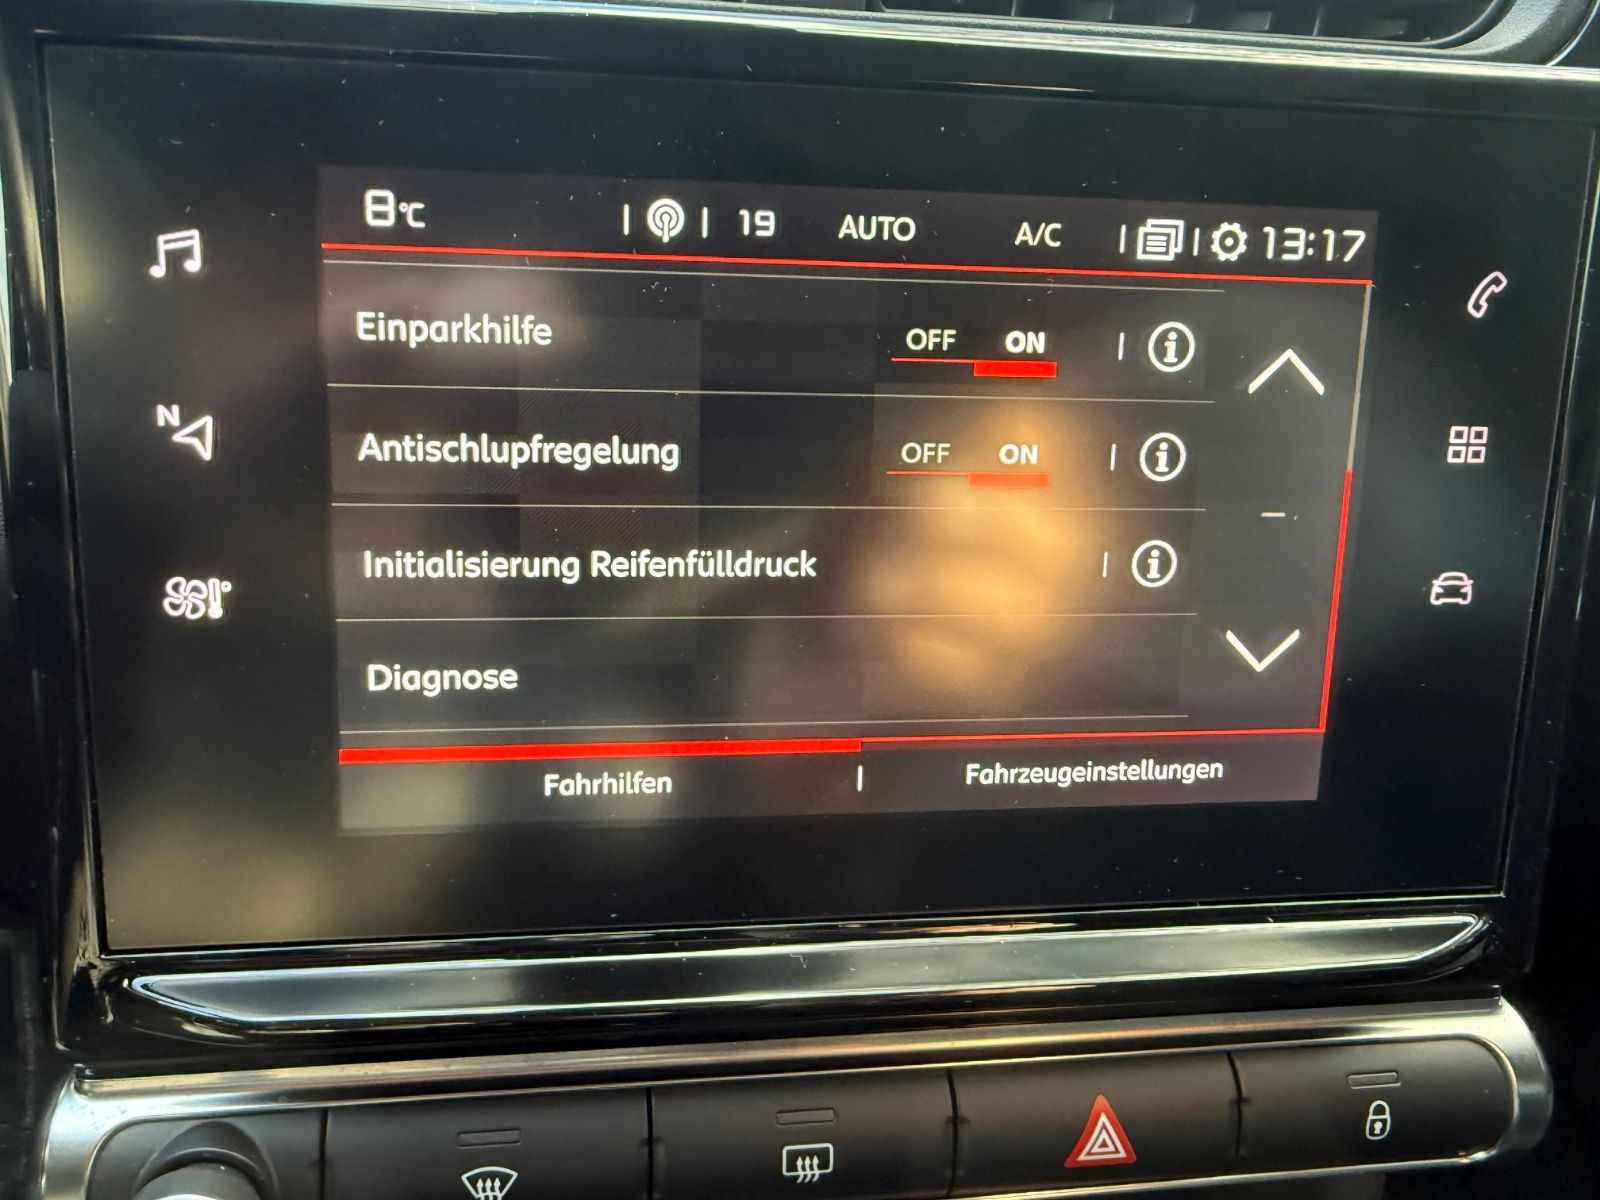 8°C 19 AUTO A/C 13:17
Einparkhilfe OFF ON
Antischlupfregelung OFF ON
Initialisierung Reifenfülldruck
Diagnose
Fahrhilfen Fahrzeugeinstellungen
N